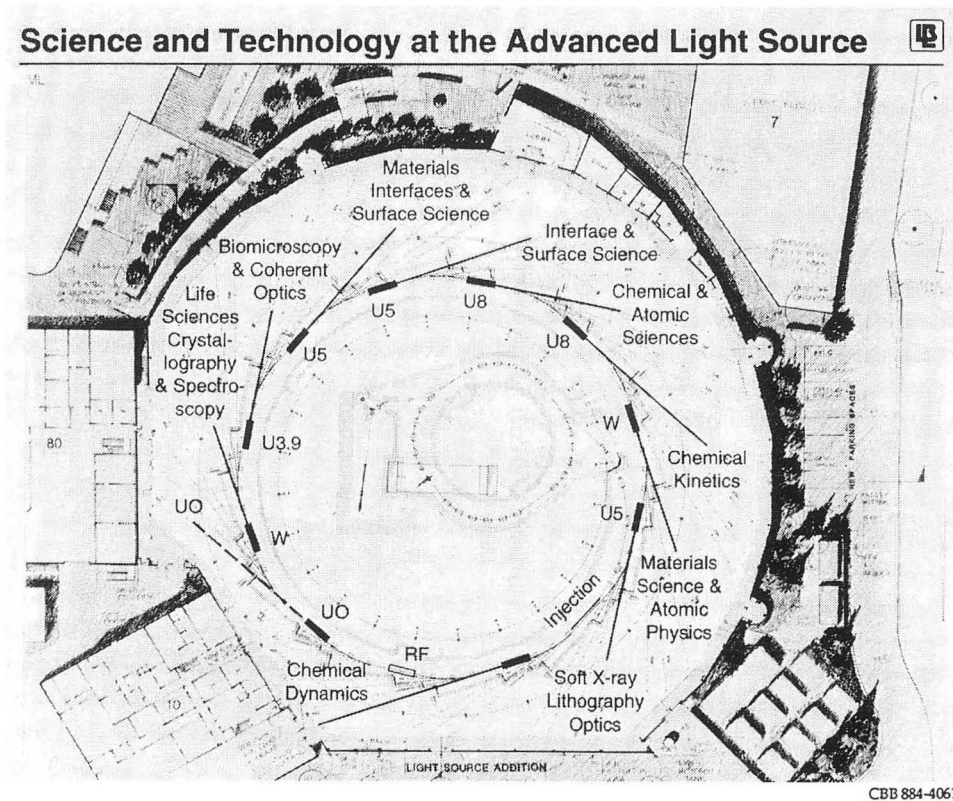 Science and Technology at the Advanced Light Source
LBL
7
Materials
Interfaces &
Surface Science
Interface &
Surface Science
Biomicroscopy
& Coherent
Optics
Life
Sciences
Crystal-
lography
& Spectro-
scopy
U5
U8
Chemical &
Atomic
Sciences
U5
U8
W
U3.9
80
Chemical
Kinetics
NEW PARKING SPACES
UO
U5
W
Materials
Science &
Atomic
Physics
Injection
UO
RF
Chemical
Dynamics
Soft X-ray
Lithography
Optics
10
LIGHT SOURCE ADDITION
CBB 884-4061